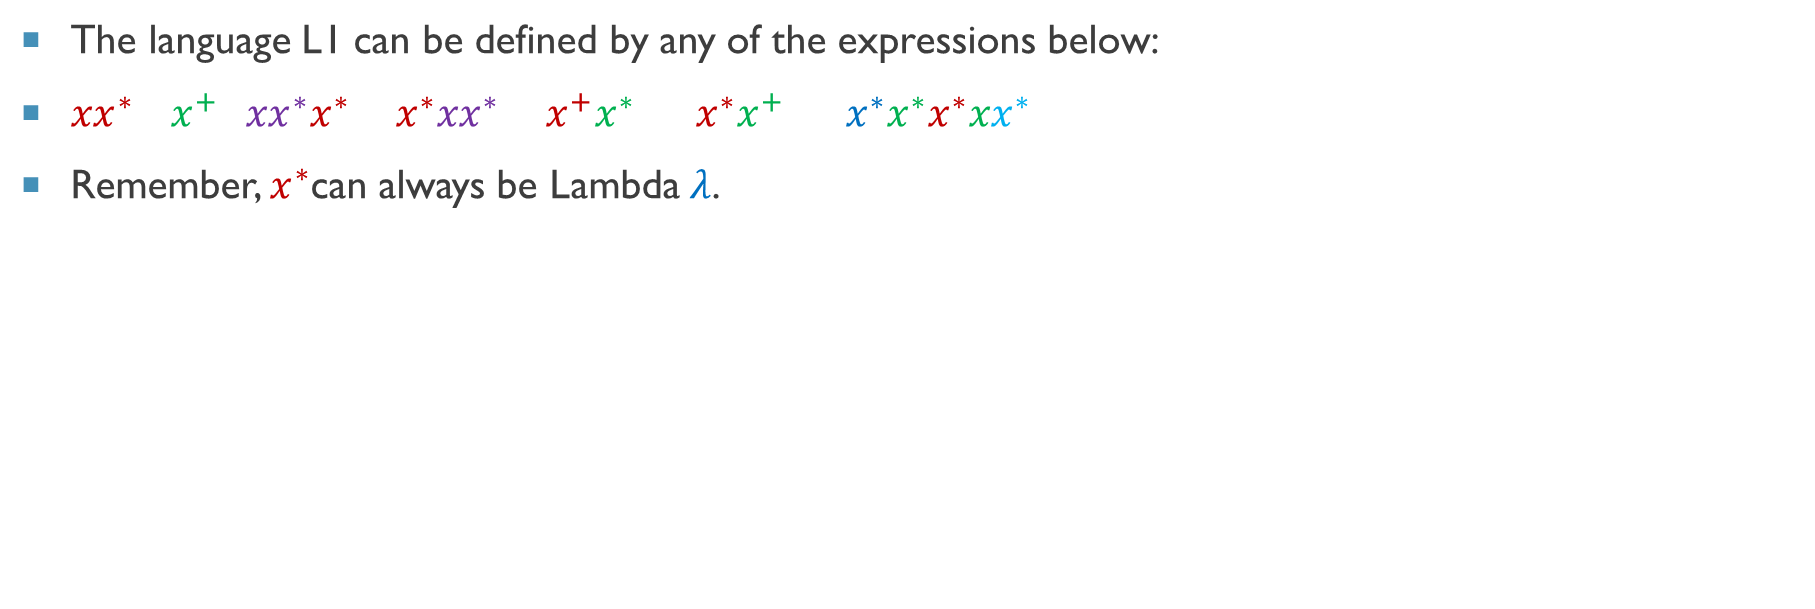 ▪ The language L1 can be defined by any of the expressions below:
▪ xx* x⁺ xx*x* x*xx* x⁺x* x*x⁺ x*x*x*xx*
▪ Remember, x*can always be Lambda λ.